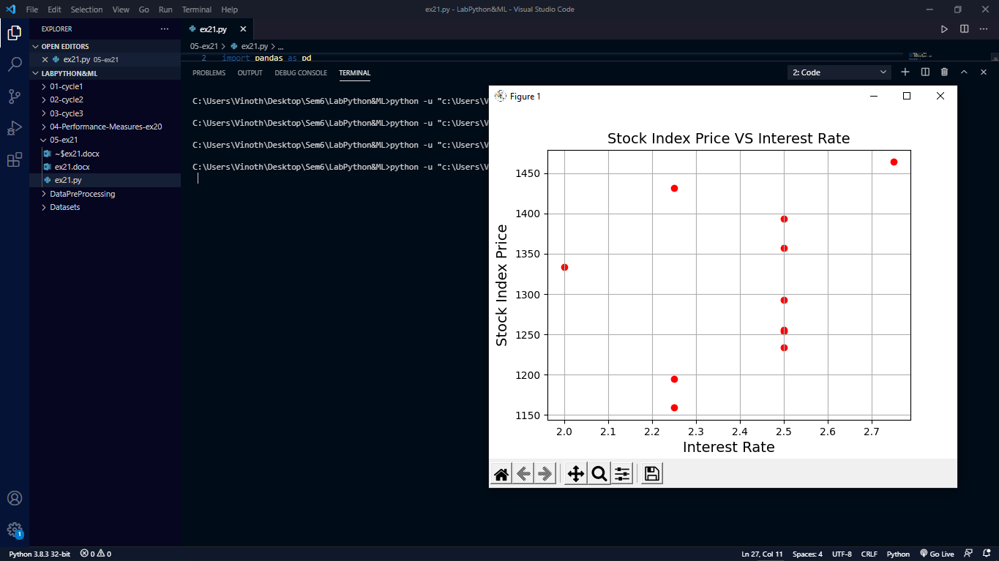 File Edit Selection View Go Run Terminal Help
ex21.py - LabPython&ML - Visual Studio Code
EXPLORER
OPEN EDITORS
ex21.py 05-ex21
LABPYTHON&ML
01-cycle1
02-cycle2
03-cycle3
04-Performance-Measures-ex20
05-ex21
~$ex21.docx
ex21.docx
ex21.py
DataPreProcessing
Datasets
1
ex21.py
05-ex21 > ex21.py > ...
2 import pandas as pd
PROBLEMS OUTPUT DEBUG CONSOLE TERMINAL
2: Code
C:\Users\Vinoth\Desktop\Sem6\LabPython&ML>python -u "c:\Users\V
C:\Users\Vinoth\Desktop\Sem6\LabPython&ML>python -u "c:\Users\V
C:\Users\Vinoth\Desktop\Sem6\LabPython&ML>python -u "c:\Users\V
C:\Users\Vinoth\Desktop\Sem6\LabPython&ML>python -u "c:\Users\V
Figure 1
Stock Index Price VS Interest Rate
Stock Index Price
1450
1400
1350
1300
1250
1200
1150
2.0 2.1 2.2 2.3 2.4 2.5 2.6 2.7
Interest Rate
Python 3.8.3 32-bit 0 0
Ln 27, Col 11 Spaces: 4 UTF-8 CRLF Python Go Live